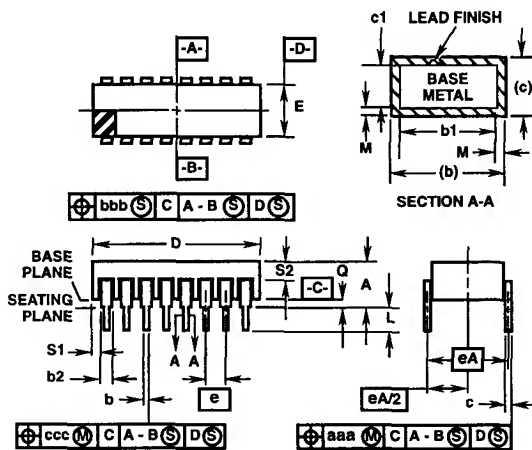 -A-
-D-
E
-B-
⌖ bbb Ⓢ C A - B Ⓢ D Ⓢ
c1
LEAD FINISH
BASE
METAL
(c)
M
b1
M
(b)
SECTION A-A
BASE
PLANE
SEATING
PLANE
D
S2
-C-
Q
A
L
S1
b2
b
A A
e
eA
eA/2
c
⌖ ccc Ⓜ C A - B Ⓢ D Ⓢ
⌖ aaa Ⓜ C A - B Ⓢ D Ⓢ